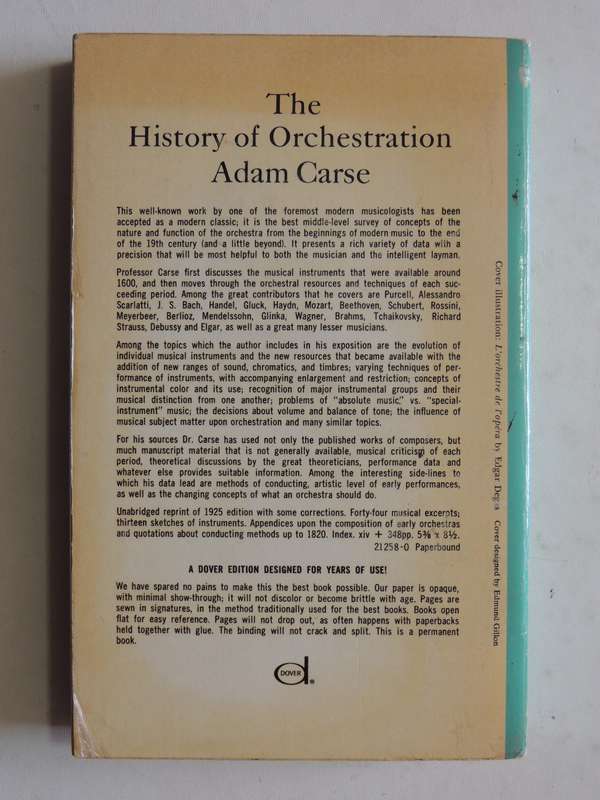 The
History of Orchestration
Adam Carse
This well-known work by one of the foremost modern musicologists has been
accepted as a modern classic; it is the best middle-level survey of concepts of the
nature and function of the orchestra from the beginnings of modern music to the end
of the 19th century (and a little beyond). It presents a rich variety of data with a
precision that will be most helpful to both the musician and the intelligent layman.
Professor Carse first discusses the musical instruments that were available around
1600, and then moves through the orchestral resources and techniques of each suc-
ceeding period. Among the great contributors that he covers are Purcell, Alessandro
Scarlatti, J. S. Bach, Handel, Gluck, Haydn, Mozart, Beethoven, Schubert, Rossini,
Meyerbeer, Berlioz, Mendelssohn, Glinka, Wagner, Brahms, Tchaikovsky, Richard
Strauss, Debussy and Elgar, as well as a great many lesser musicians.
Among the topics which the author includes in his exposition are the evolution of
individual musical instruments and the new resources that became available with the
addition of new ranges of sound, chromatics, and timbres; varying techniques of per-
formance of instruments, with accompanying enlargement and restriction; concepts of
instrumental color and its use; recognition of major instrumental groups and their
musical distinction from one another; problems of "absolute music," vs. "special-
instrument" music; the decisions about volume and balance of tone; the influence of
musical subject matter upon orchestration and many similar topics.
For his sources Dr. Carse has used not only the published works of composers, but
much manuscript material that is not generally available, musical criticism of each
period, theoretical discussions by the great theoreticians, performance data and
whatever else provides suitable information. Among the interesting side-lines to
which his data lead are methods of conducting, artistic level of early performances,
as well as the changing concepts of what an orchestra should do.
Unabridged reprint of 1925 edition with some corrections. Forty-four musical excerpts;
thirteen sketches of instruments. Appendices upon the composition of early orchestras
and quotations about conducting methods up to 1820. Index. xiv + 348pp. 5⅜ x 8½.
21258-0 Paperbound
A DOVER EDITION DESIGNED FOR YEARS OF USE!
We have spared no pains to make this the best book possible. Our paper is opaque,
with minimal show-through; it will not discolor or become brittle with age. Pages are
sewn in signatures, in the method traditionally used for the best books. Books open
flat for easy reference. Pages will not drop out, as often happens with paperbacks
held together with glue. The binding will not crack and split. This is a permanent
book.
DOVER ®
Cover illustration: L'orchestre de l'opéra by Edgar Degas Cover designed by Edmund Gillon